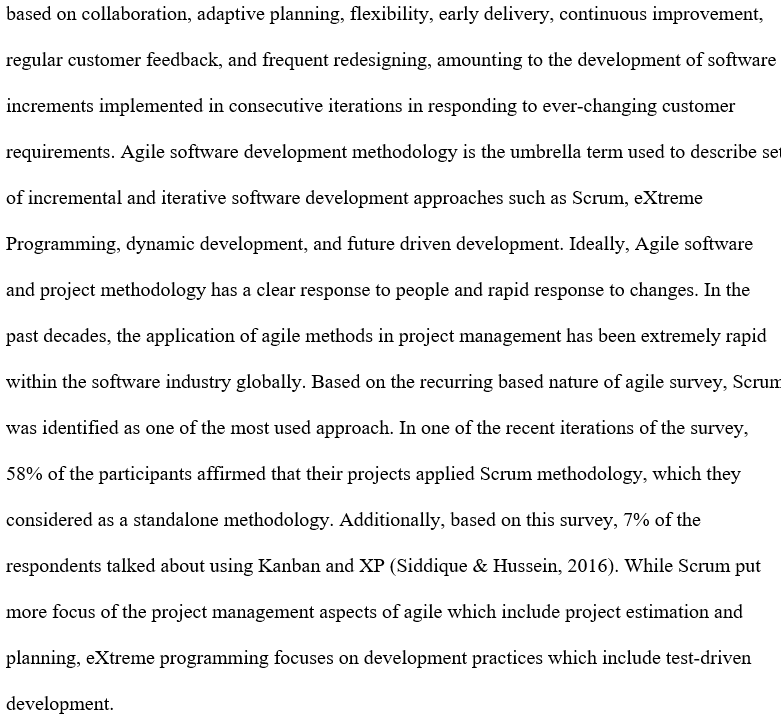 based on collaboration, adaptive planning, flexibility, early delivery, continuous improvement,
regular customer feedback, and frequent redesigning, amounting to the development of software
increments implemented in consecutive iterations in responding to ever-changing customer
requirements. Agile software development methodology is the umbrella term used to describe set
of incremental and iterative software development approaches such as Scrum, eXtreme
Programming, dynamic development, and future driven development. Ideally, Agile software
and project methodology has a clear response to people and rapid response to changes. In the
past decades, the application of agile methods in project management has been extremely rapid
within the software industry globally. Based on the recurring based nature of agile survey, Scrum
was identified as one of the most used approach. In one of the recent iterations of the survey,
58% of the participants affirmed that their projects applied Scrum methodology, which they
considered as a standalone methodology. Additionally, based on this survey, 7% of the
respondents talked about using Kanban and XP (Siddique & Hussein, 2016). While Scrum put
more focus of the project management aspects of agile which include project estimation and
planning, eXtreme programming focuses on development practices which include test-driven
development.